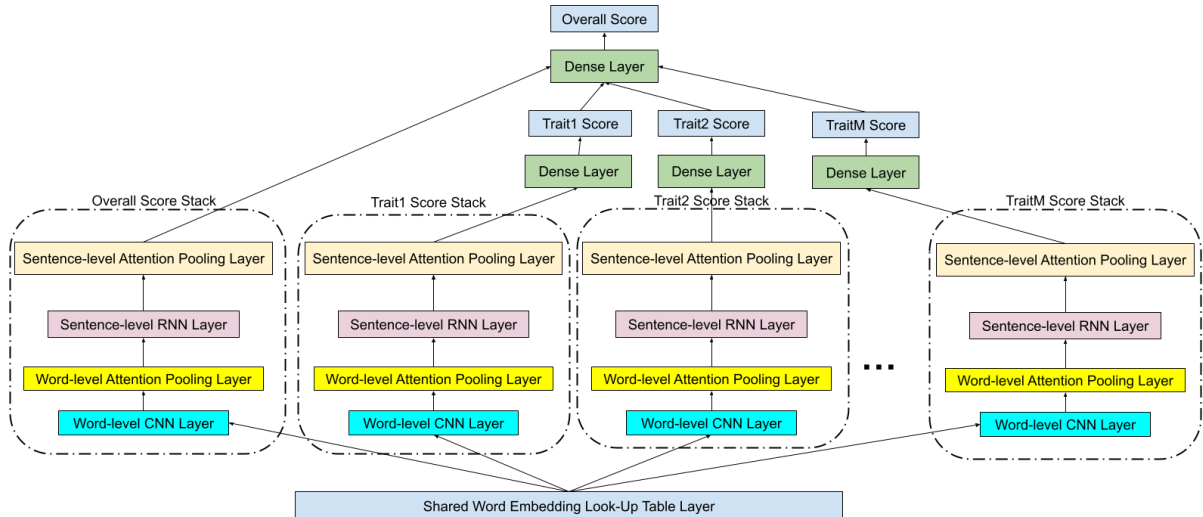 Overall Score
Dense Layer
Trait1 Score
Trait2 Score
TraitM Score
Dense Layer
Dense Layer
Dense Layer
Overall Score Stack
Trait1 Score Stack
Trait2 Score Stack
TraitM Score Stack
Sentence-level Attention Pooling Layer
Sentence-level Attention Pooling Layer
Sentence-level Attention Pooling Layer
Sentence-level Attention Pooling Layer
Sentence-level RNN Layer
Sentence-level RNN Layer
Sentence-level RNN Layer
Sentence-level RNN Layer
...
Word-level Attention Pooling Layer
Word-level Attention Pooling Layer
Word-level Attention Pooling Layer
Word-level Attention Pooling Layer
Word-level CNN Layer
Word-level CNN Layer
Word-level CNN Layer
Word-level CNN Layer
Shared Word Embedding Look-Up Table Layer